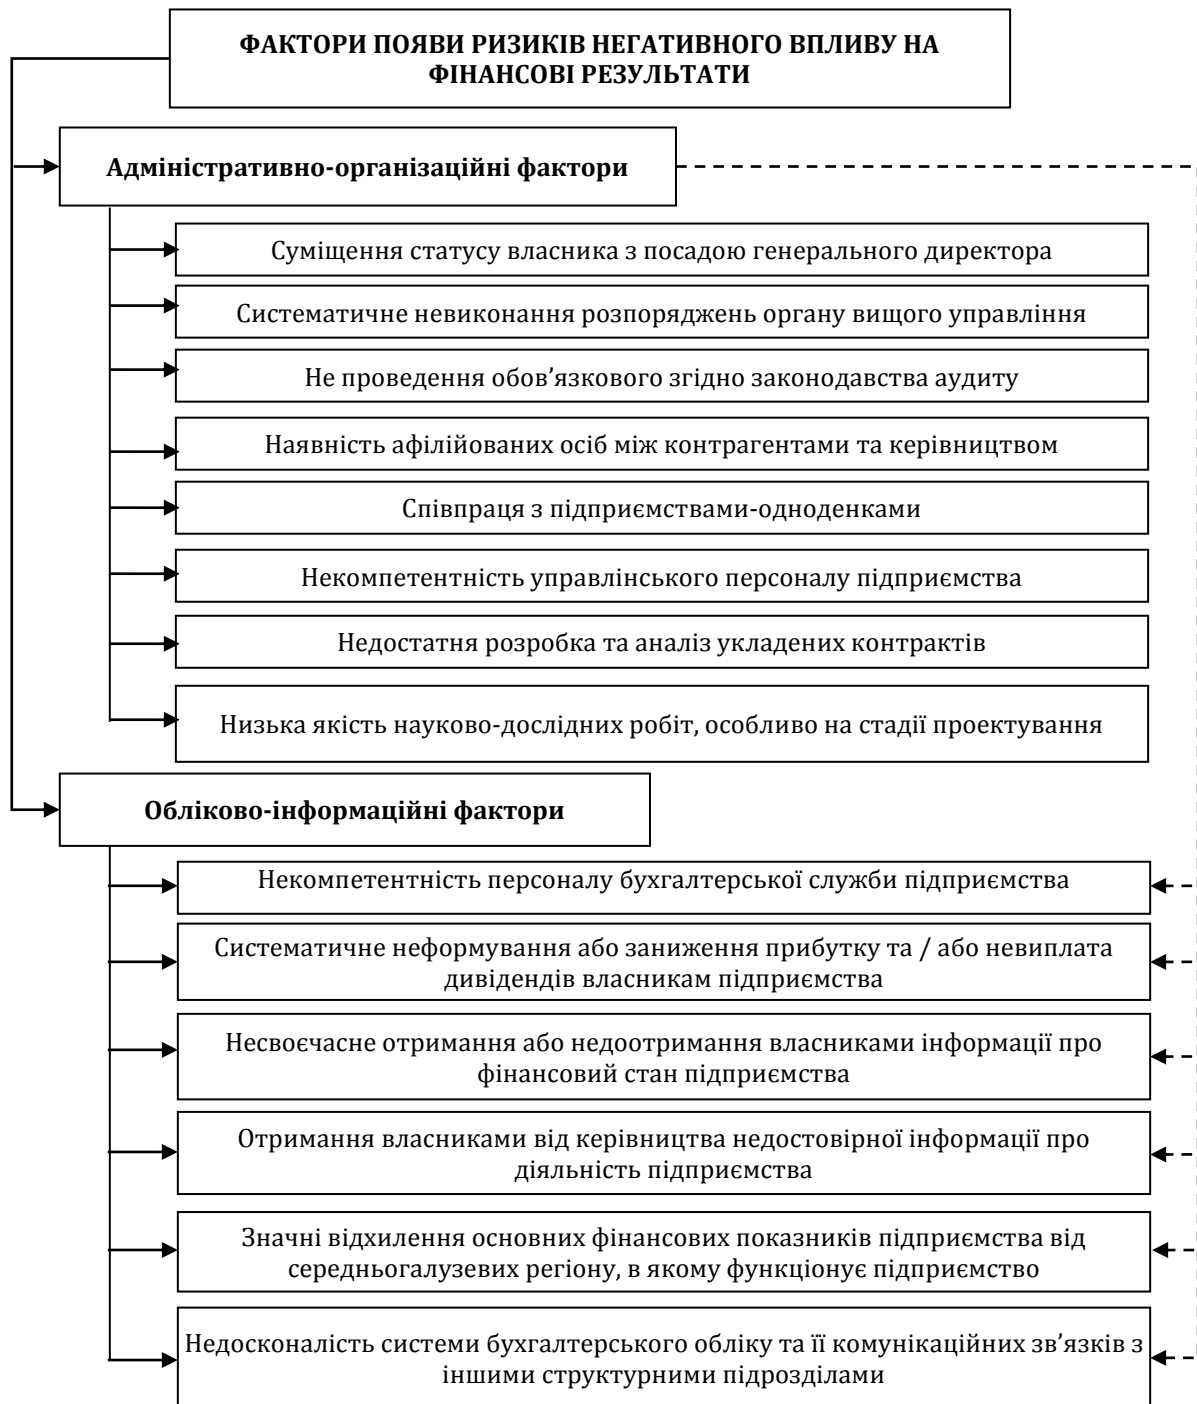 ФАКТОРИ ПОЯВИ РИЗИКІВ НЕГАТИВНОГО ВПЛИВУ НА
ФІНАНСОВІ РЕЗУЛЬТАТИ
Адміністративно-організаційні фактори
Суміщення статусу власника з посадою генерального директора
Систематичне невиконання розпоряджень органу вищого управління
Не проведення обов’язкового згідно законодавства аудиту
Наявність афілійованих осіб між контрагентами та керівництвом
Співпраця з підприємствами-одноденками
Некомпетентність управлінського персоналу підприємства
Недостатня розробка та аналіз укладених контрактів
Низька якість науково-дослідних робіт, особливо на стадії проектування
Обліково-інформаційні фактори
Некомпетентність персоналу бухгалтерської служби підприємства
Систематичне неформування або заниження прибутку та / або невиплата
дивідендів власникам підприємства
Несвоєчасне отримання або недоотримання власниками інформації про
фінансовий стан підприємства
Отримання власниками від керівництва недостовірної інформації про
діяльність підприємства
Значні відхилення основних фінансових показників підприємства від
середньогалузевих регіону, в якому функціонує підприємство
Недосконалість системи бухгалтерського обліку та її комунікаційних зв’язків з
іншими структурними підрозділами